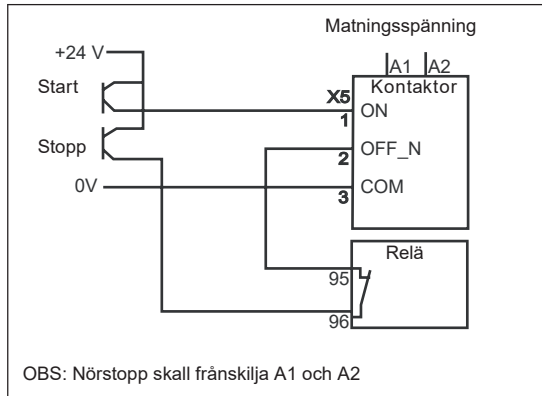 Matningsspänning
+24 V
A1 A2
Start
X5
Kontaktor
1
ON
Stopp
2
OFF_N
0V
3
COM
Relä
95
96
OBS: Nörstopp skall frånskilja A1 och A2